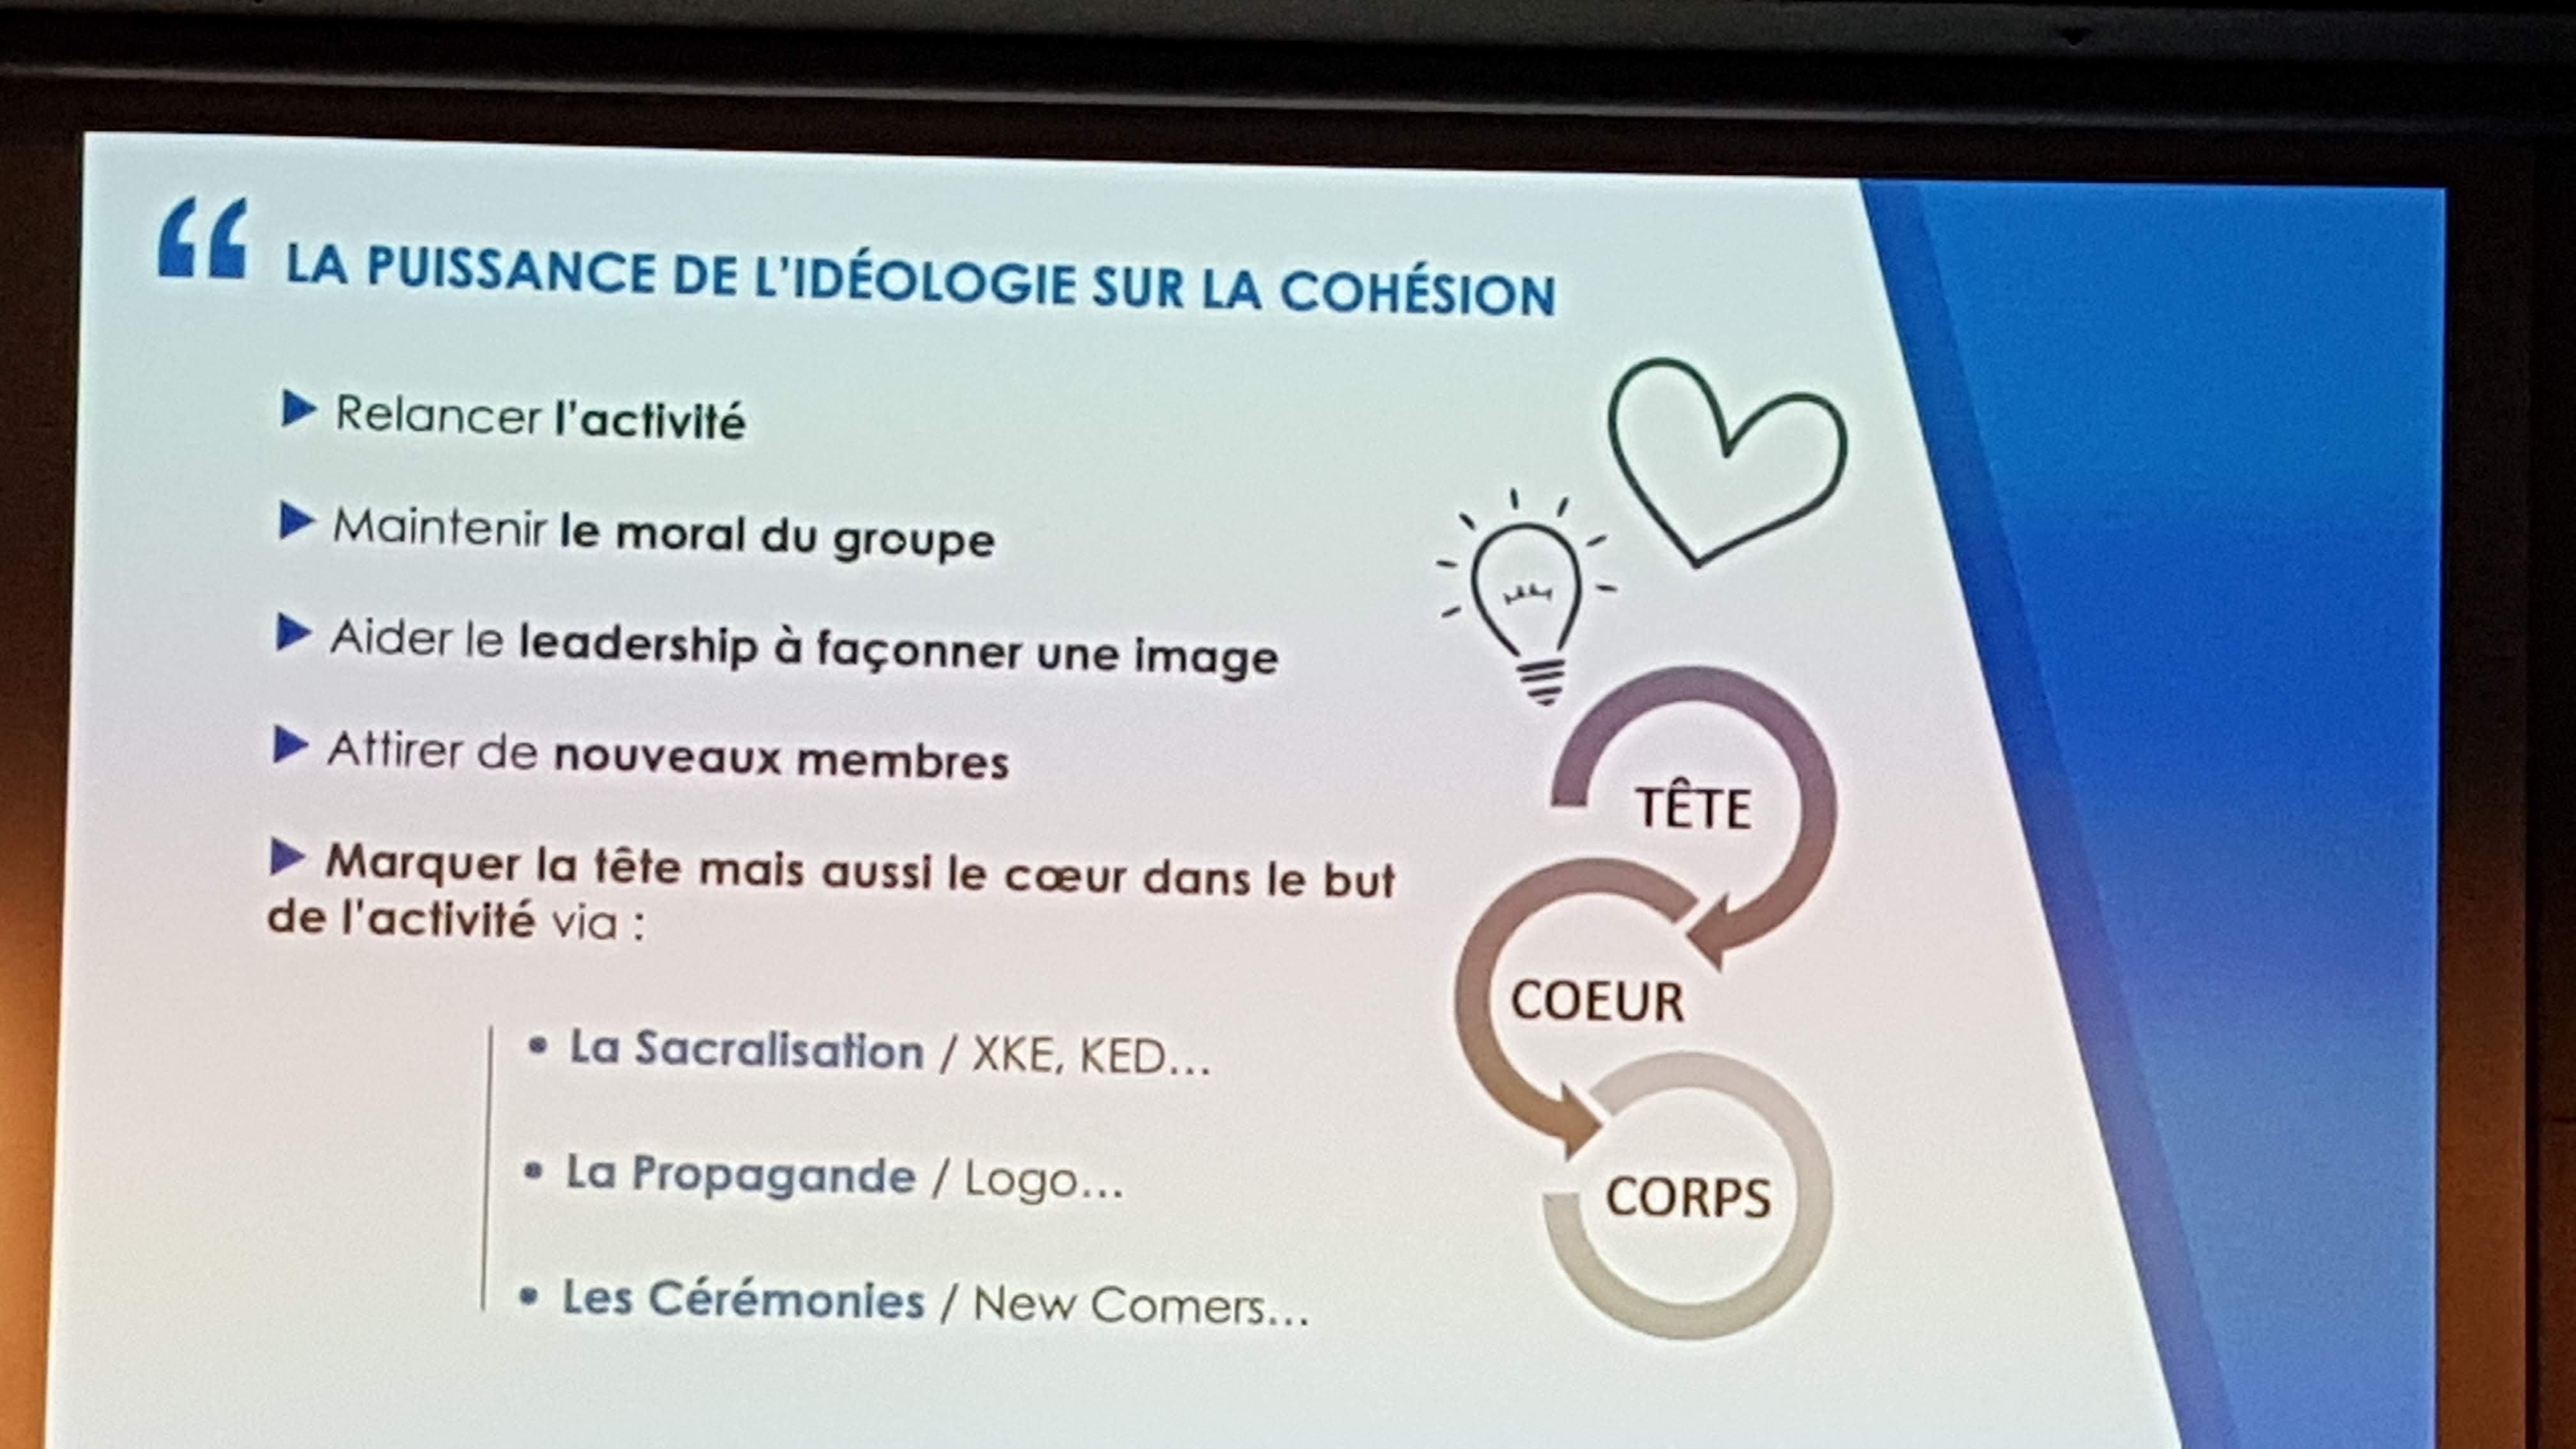 “ LA PUISSANCE DE L'IDÉOLOGIE SUR LA COHÉSION
▶ Relancer l'activité
▶ Maintenir le moral du groupe
▶ Aider le leadership à façonner une image
▶ Attirer de nouveaux membres
▶ Marquer la tête mais aussi le cœur dans le but
de l'activité via :
• La Sacralisation / XKE, KED...
• La Propagande / Logo...
• Les Cérémonies / New Comers...
TÊTE
COEUR
CORPS